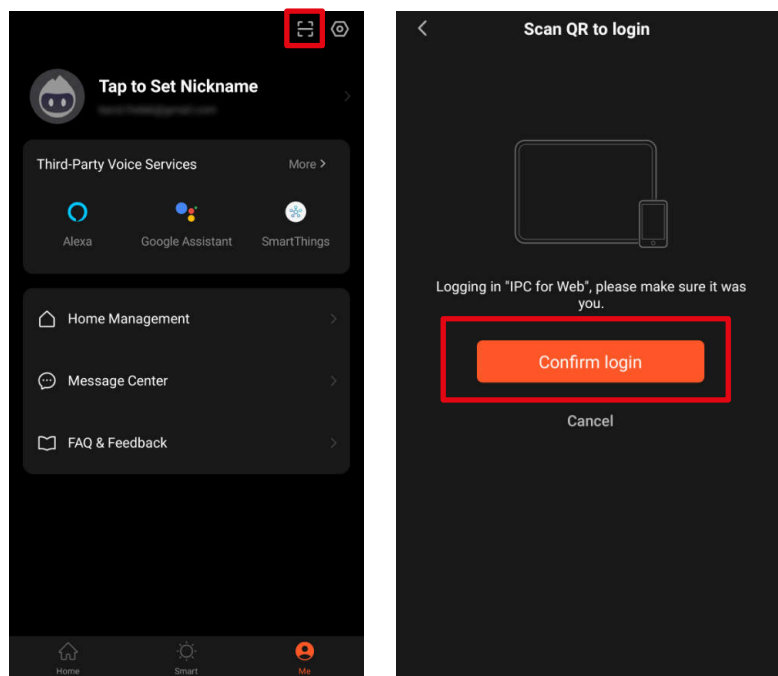 Tap to Set Nickname
Third-Party Voice Services
More >
Alexa
Google Assistant
SmartThings
Home Management
Message Center
FAQ & Feedback
Home
Smart
Me
Scan QR to login
Logging in "IPC for Web", please make sure it was
you.
Confirm login
Cancel